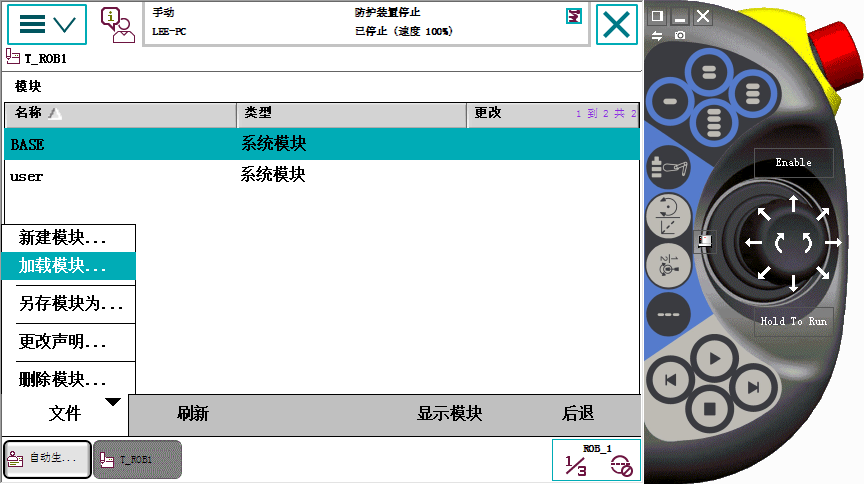 手动
防护装置停止
LEE-PC
已停止 (速度 100%)
T_ROB1
模块
名称 类型 更改 1 到 2 共 2
BASE 系统模块
user 系统模块
新建模块...
加载模块...
另存模块为...
更改声明...
删除模块...
文件 刷新 显示模块 后退
自动生... T_ROB1
ROB_1
1/3
Enable
Hold To Run